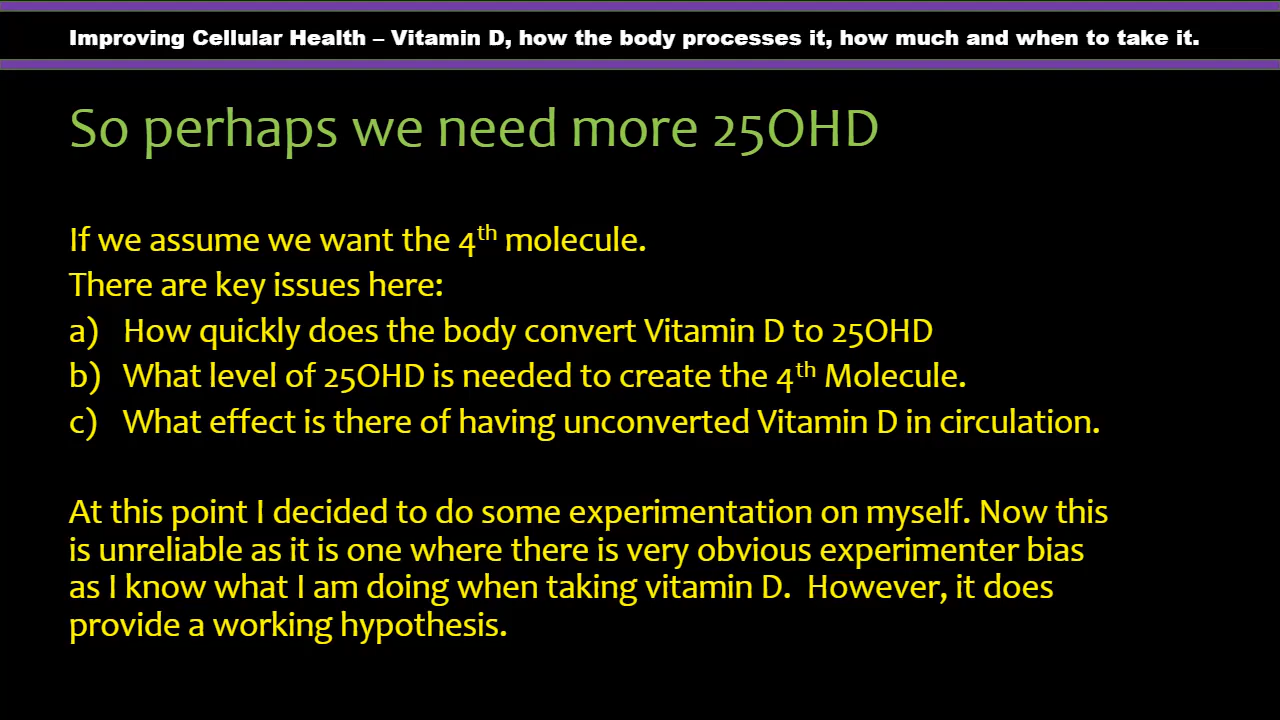 Improving Cellular Health – Vitamin D, how the body processes it, how much and when to take it.
So perhaps we need more 25OHD
If we assume we want the 4th molecule.
There are key issues here:
a) How quickly does the body convert Vitamin D to 25OHD
b) What level of 25OHD is needed to create the 4th Molecule.
c) What effect is there of having unconverted Vitamin D in circulation.
At this point I decided to do some experimentation on myself. Now this
is unreliable as it is one where there is very obvious experimenter bias
as I know what I am doing when taking vitamin D. However, it does
provide a working hypothesis.